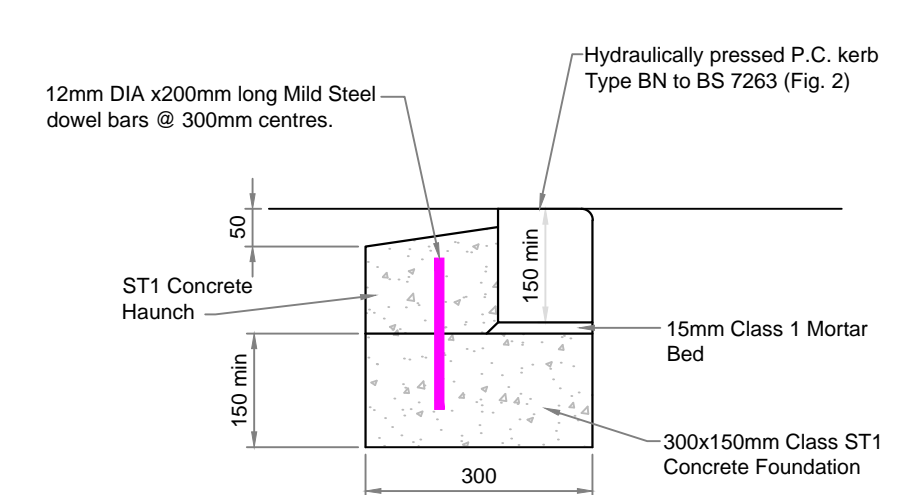 Hydraulically pressed P.C. kerb
Type BN to BS 7263 (Fig. 2)
12mm DIA x200mm long Mild Steel
dowel bars @ 300mm centres.
50
150 min
ST1 Concrete
Haunch
15mm Class 1 Mortar
Bed
150 min
300x150mm Class ST1
Concrete Foundation
300